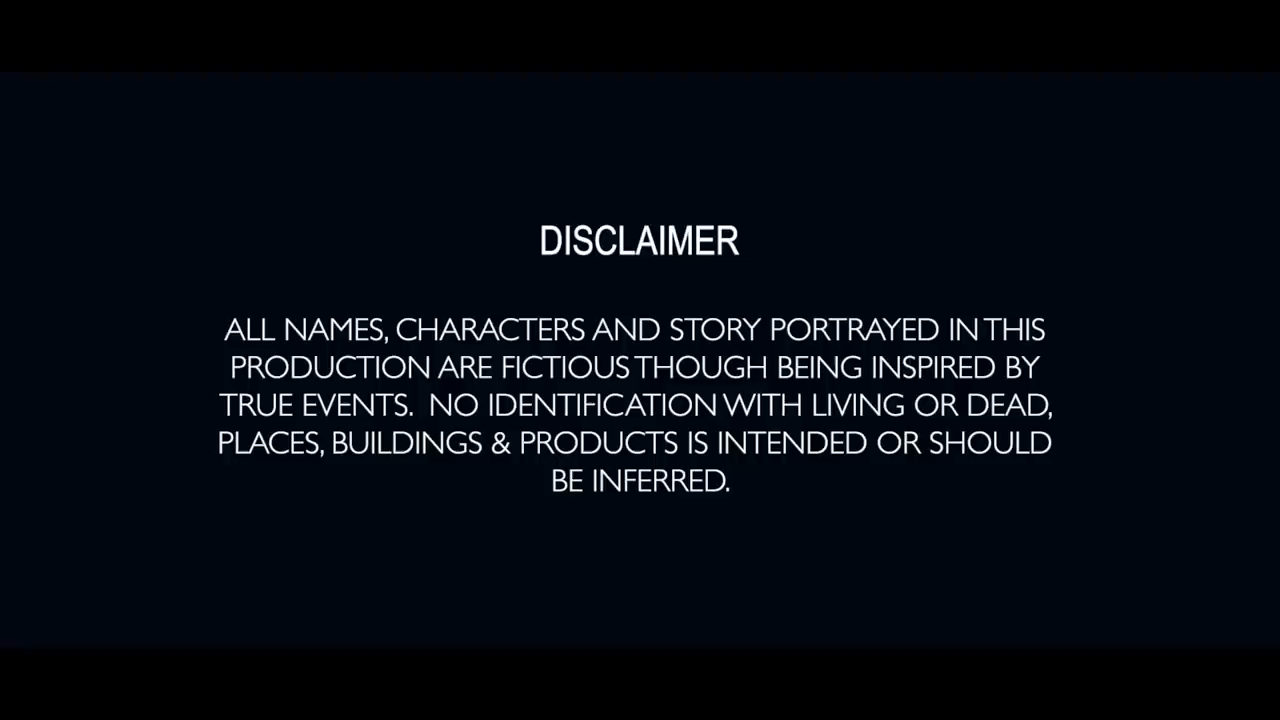 DISCLAIMER
ALL NAMES, CHARACTERS AND STORY PORTRAYED IN THIS
PRODUCTION ARE FICTIOUS THOUGH BEING INSPIRED BY
TRUE EVENTS. NO IDENTIFICATION WITH LIVING OR DEAD,
PLACES, BUILDINGS & PRODUCTS IS INTENDED OR SHOULD
BE INFERRED.